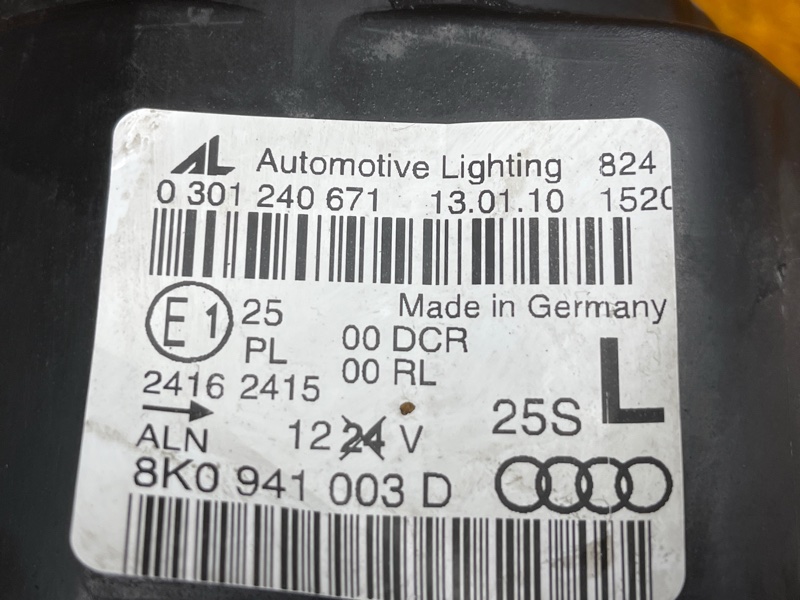 AL Automotive Lighting 824
0 301 240 671 13.01.10 1520
E1 25 Made in Germany
PL 00 DCR
00 RL
2416 2415
L
25S
ALN 12 24 V
8K0 941 003 D